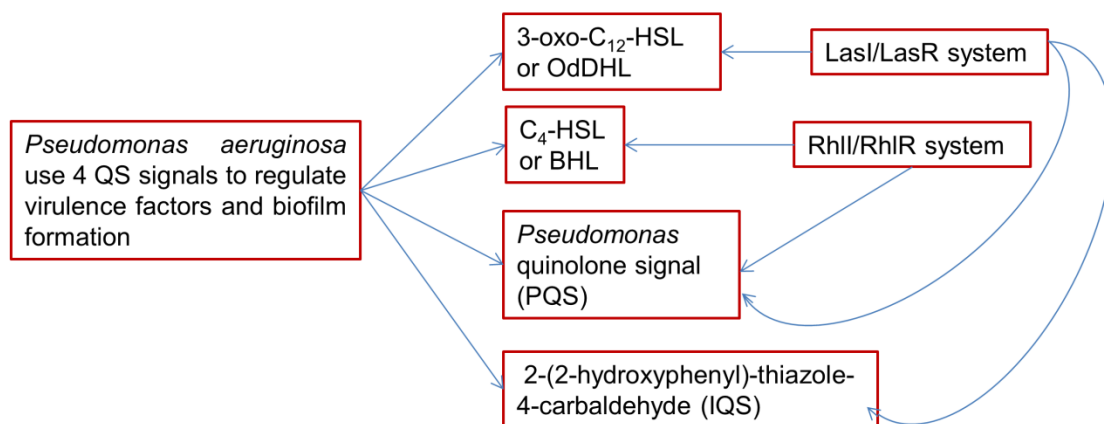 Pseudomonas aeruginosa
use 4 QS signals to regulate
virulence factors and biofilm
formation
3-oxo-C₁₂-HSL
or OdDHL
LasI/LasR system
C₄-HSL
or BHL
RhlI/RhlR system
Pseudomonas
quinolone signal
(PQS)
2-(2-hydroxyphenyl)-thiazole-
4-carbaldehyde (IQS)